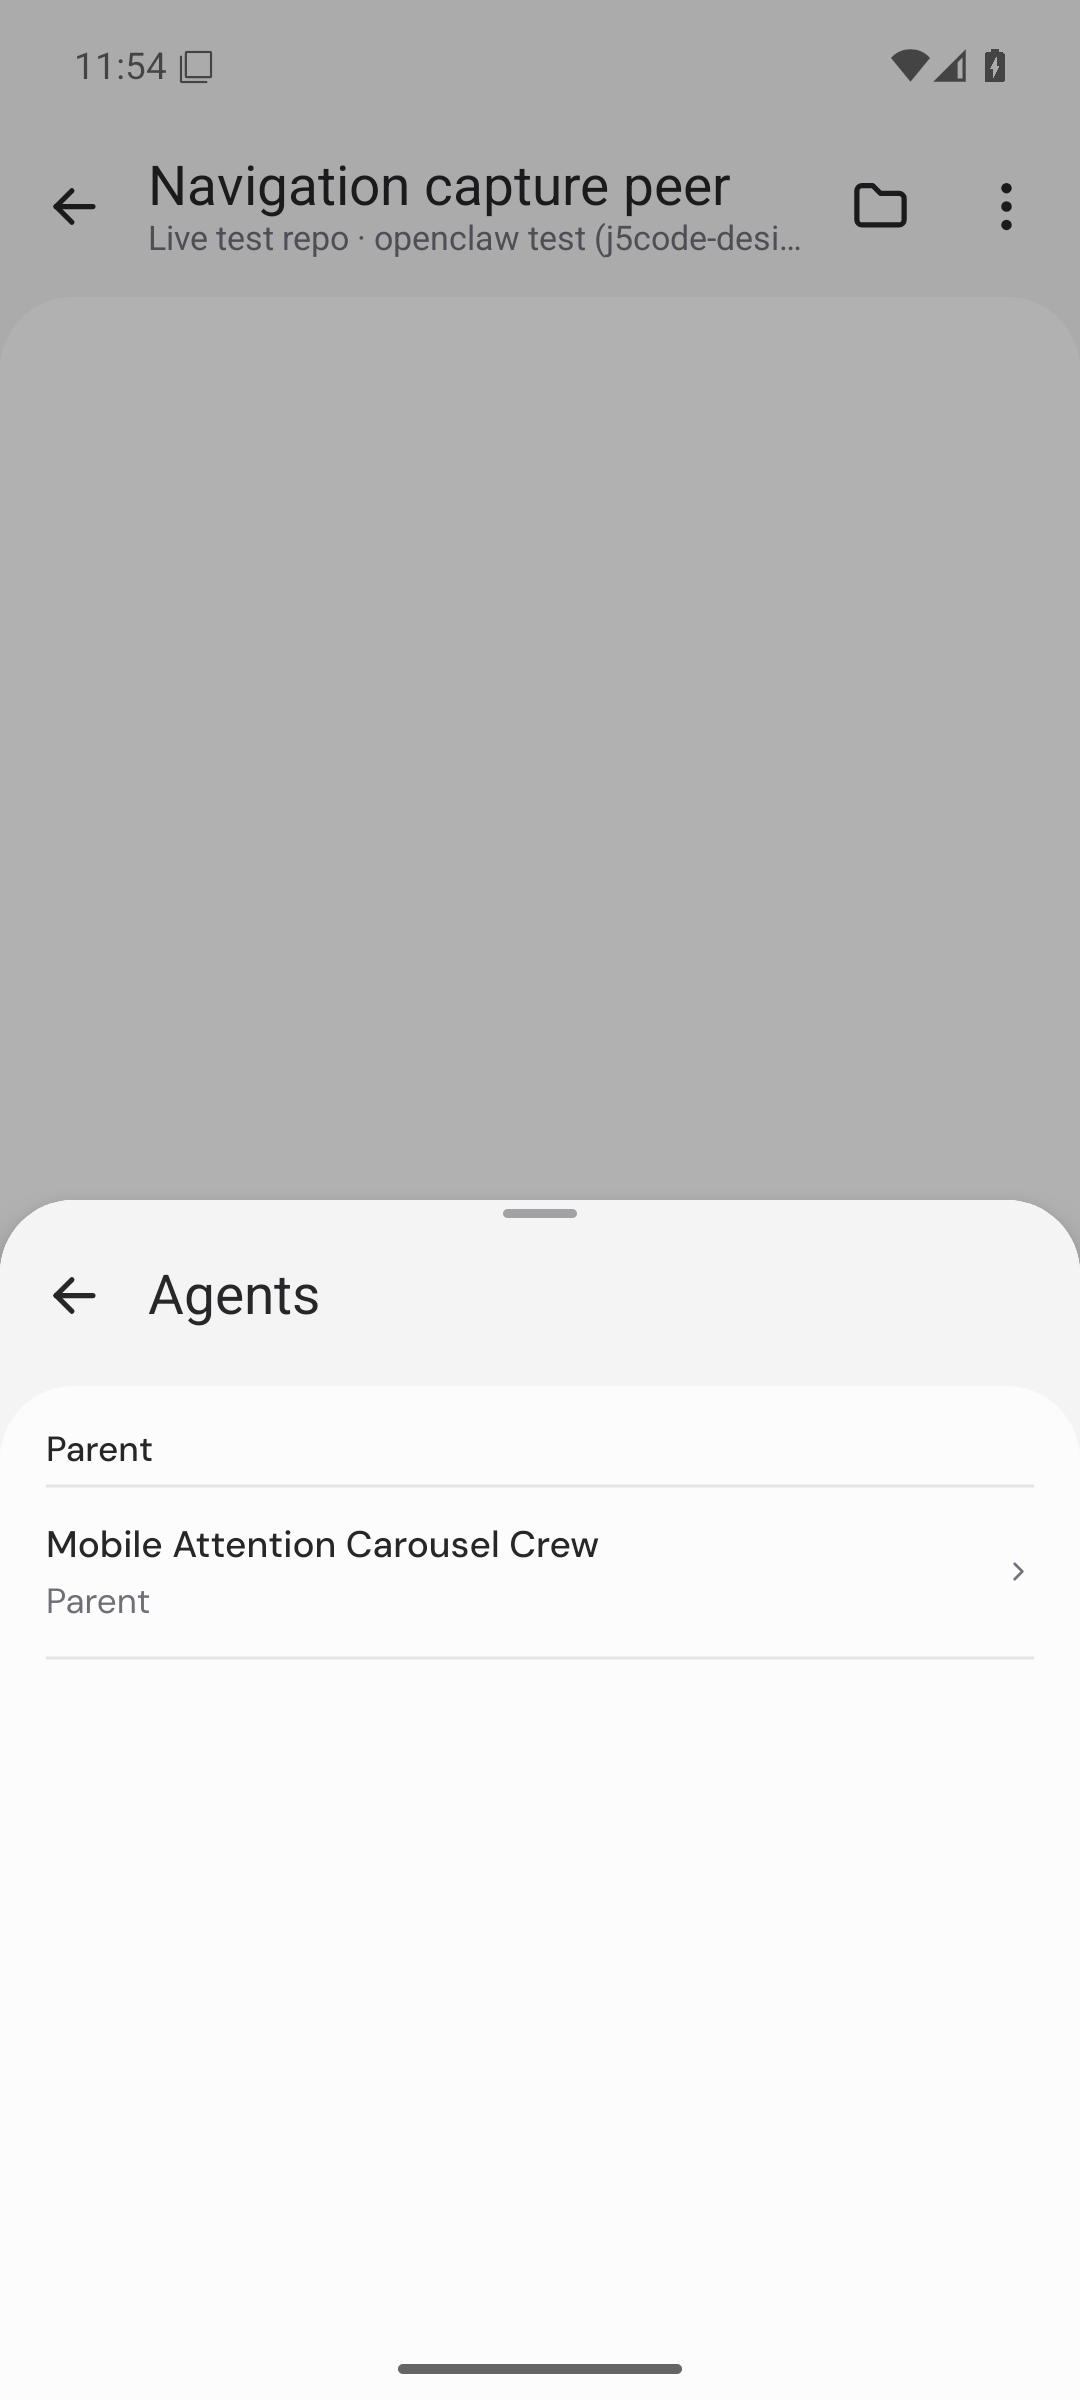 11:54
Navigation capture peer
Live test repo · openclaw test (j5code-desi...
Agents
Parent
Mobile Attention Carousel Crew
Parent